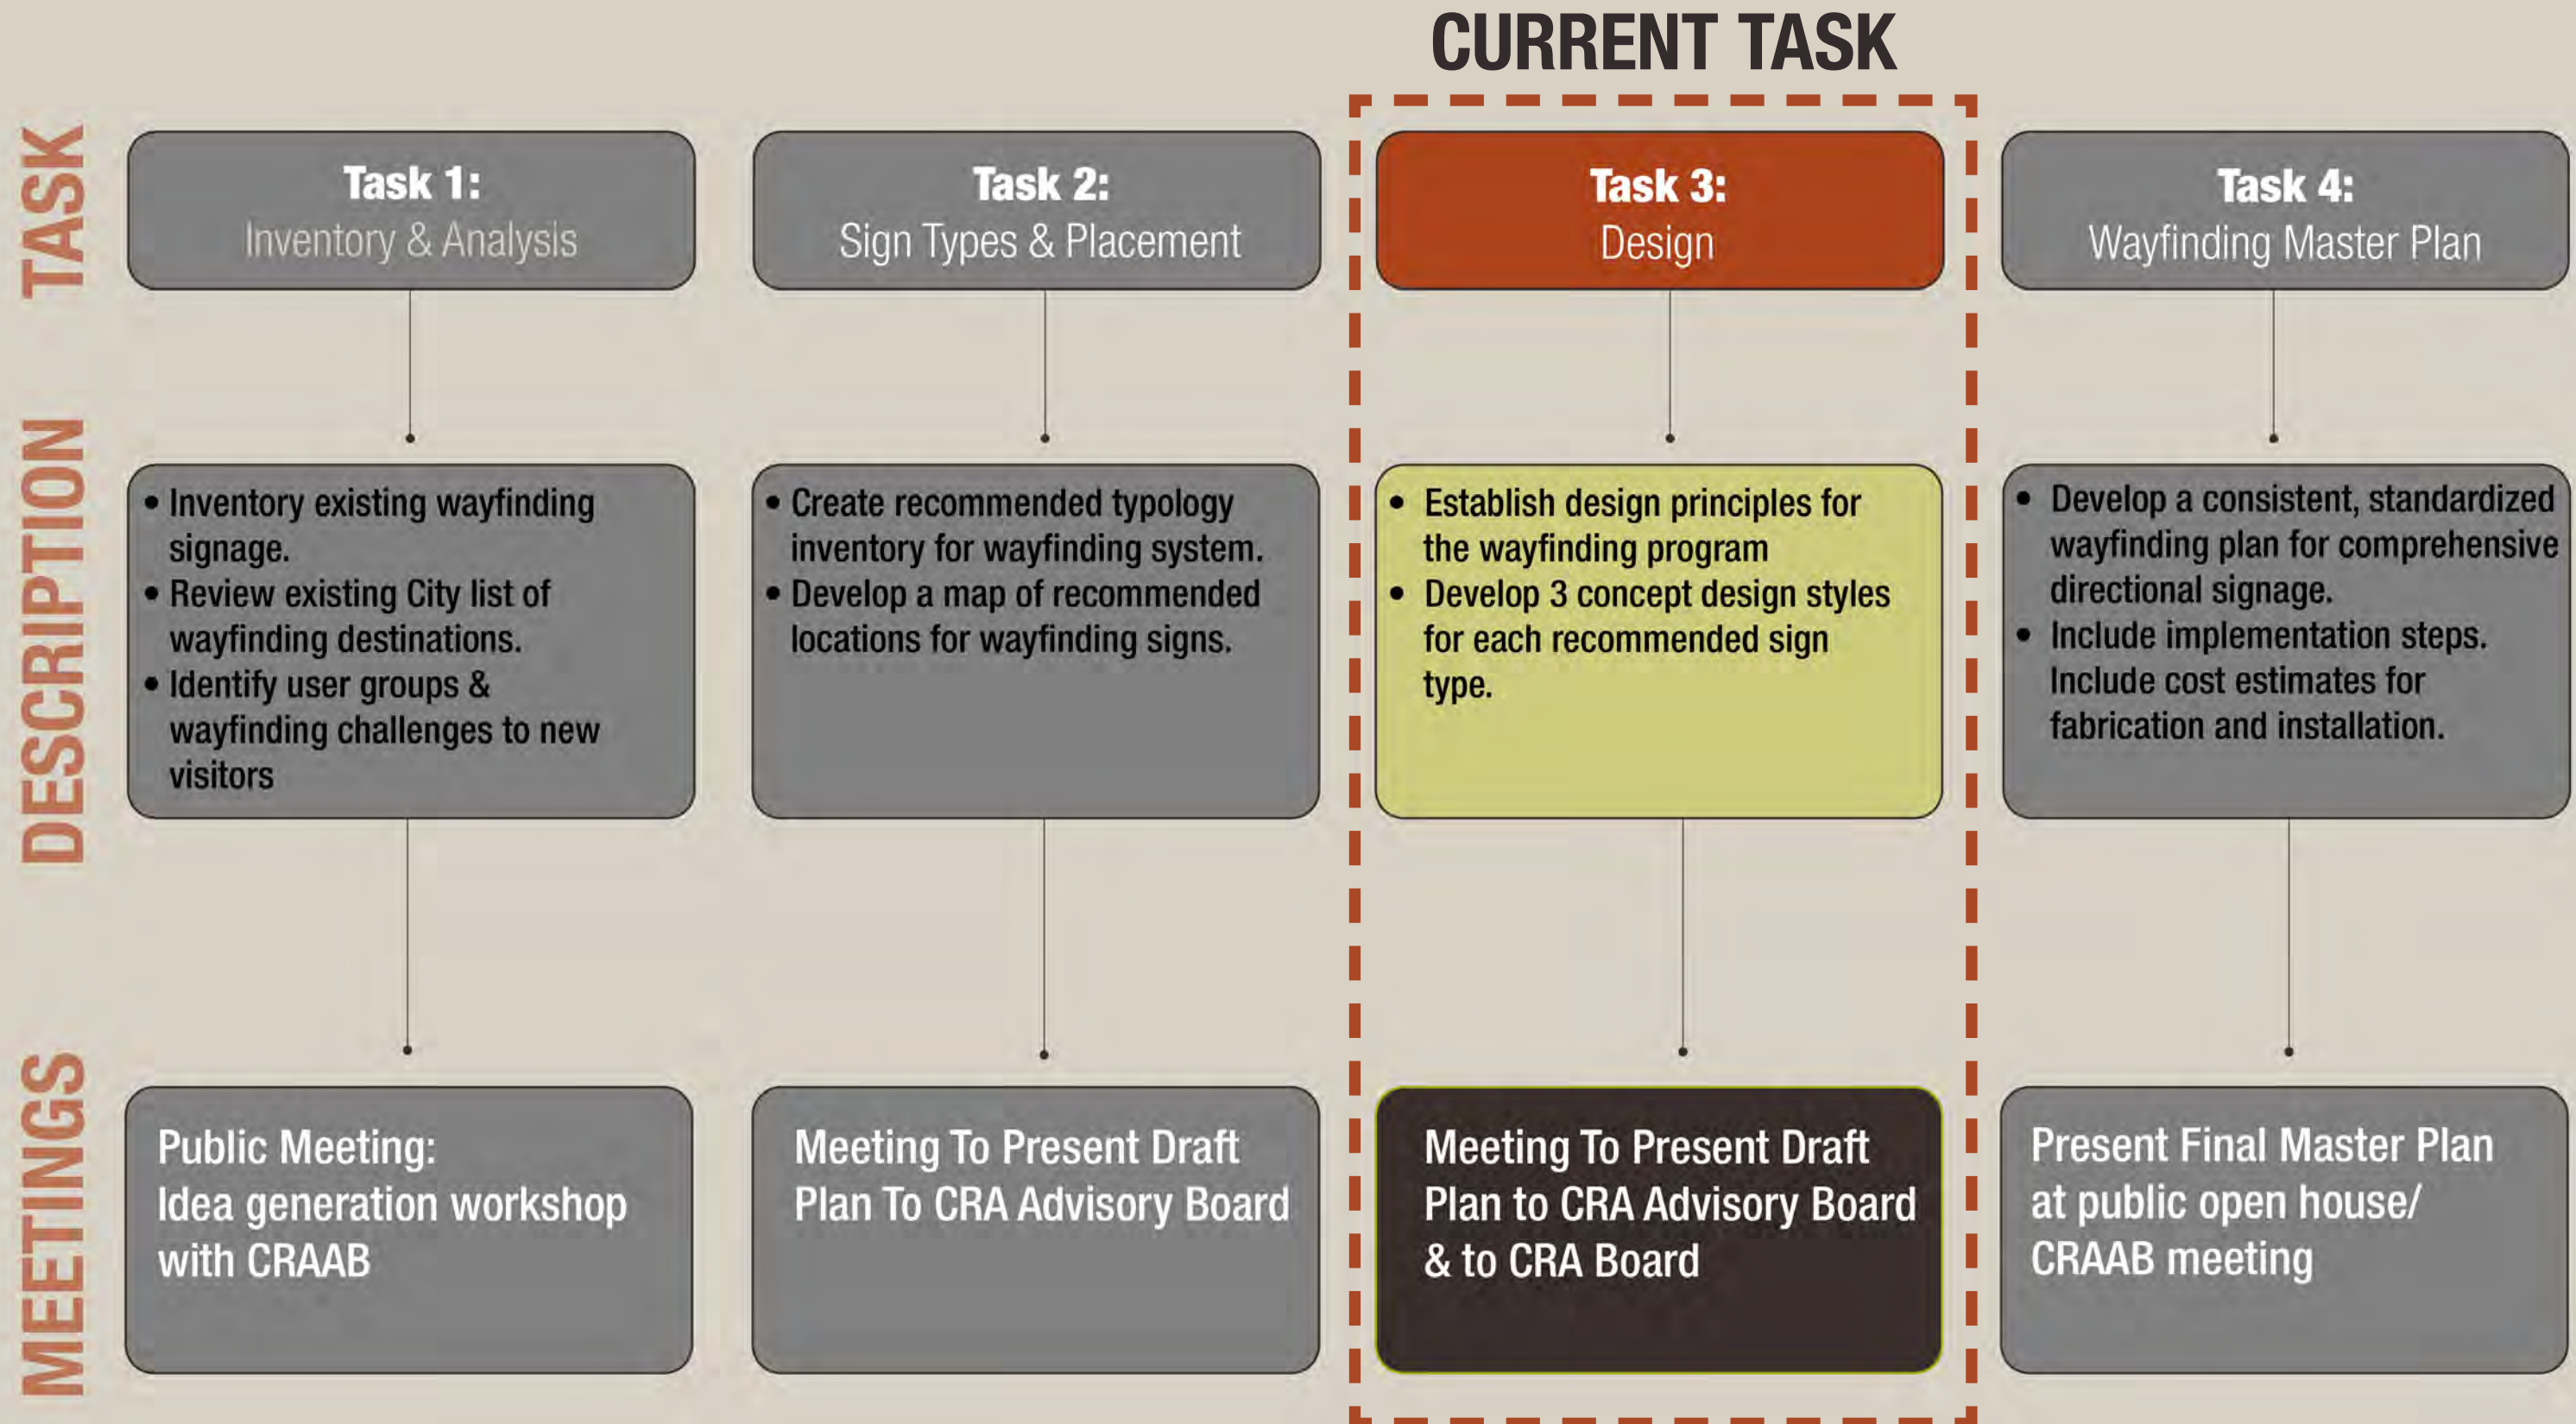 CURRENT TASK
TASK
Task 1:
Inventory & Analysis
Task 2:
Sign Types & Placement
Task 3:
Design
Task 4:
Wayfinding Master Plan
DESCRIPTION
• Inventory existing wayfinding
signage.
• Review existing City list of
wayfinding destinations.
• Identify user groups &
wayfinding challenges to new
visitors
• Create recommended typology
inventory for wayfinding system.
• Develop a map of recommended
locations for wayfinding signs.
• Establish design principles for
the wayfinding program
• Develop 3 concept design styles
for each recommended sign
type.
• Develop a consistent, standardized
wayfinding plan for comprehensive
directional signage.
• Include implementation steps.
Include cost estimates for
fabrication and installation.
MEETINGS
Public Meeting:
Idea generation workshop
with CRAAB
Meeting To Present Draft
Plan To CRA Advisory Board
Meeting To Present Draft
Plan to CRA Advisory Board
& to CRA Board
Present Final Master Plan
at public open house/
CRAAB meeting